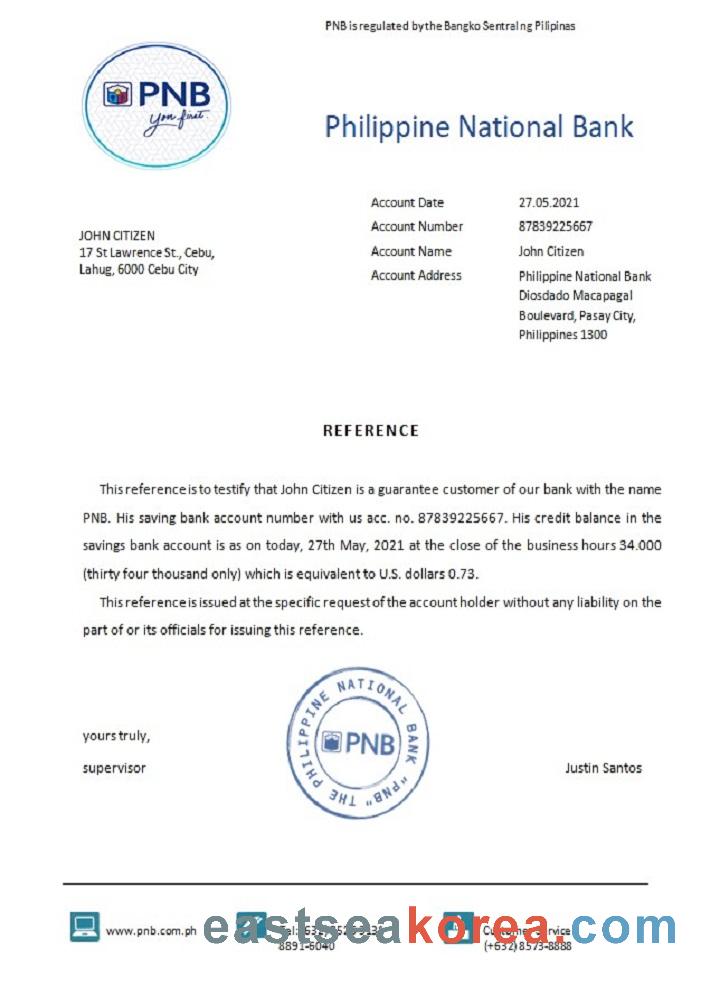 PNB is regulated by the Bangko Sentral ng Pilipinas
PNB
You first.
Philippine National Bank
Account Date 27.05.2021
Account Number 87839225667
Account Name John Citizen
Account Address Philippine National Bank
Diosdado Macapagal
Boulevard, Pasay City,
Philippines 1300
JOHN CITIZEN
17 St Lawrence St., Cebu,
Lahug, 6000 Cebu City
REFERENCE
This reference is to testify that John Citizen is a guarantee customer of our bank with the name
PNB. His saving bank account number with us acc. no. 87839225667. His credit balance in the
savings bank account is as on today, 27th May, 2021 at the close of the business hours 34.000
(thirty four thousand only) which is equivalent to U.S. dollars 0.73.
This reference is issued at the specific request of the account holder without any liability on the
part of or its officials for issuing this reference.
yours truly,
supervisor
THE PHILIPPINE NATIONAL BANK "PNB"
PNB
Justin Santos
www.pnb.com.ph
8891-6040
Customer Service
(+632) 8573-8888
eastseakorea.com